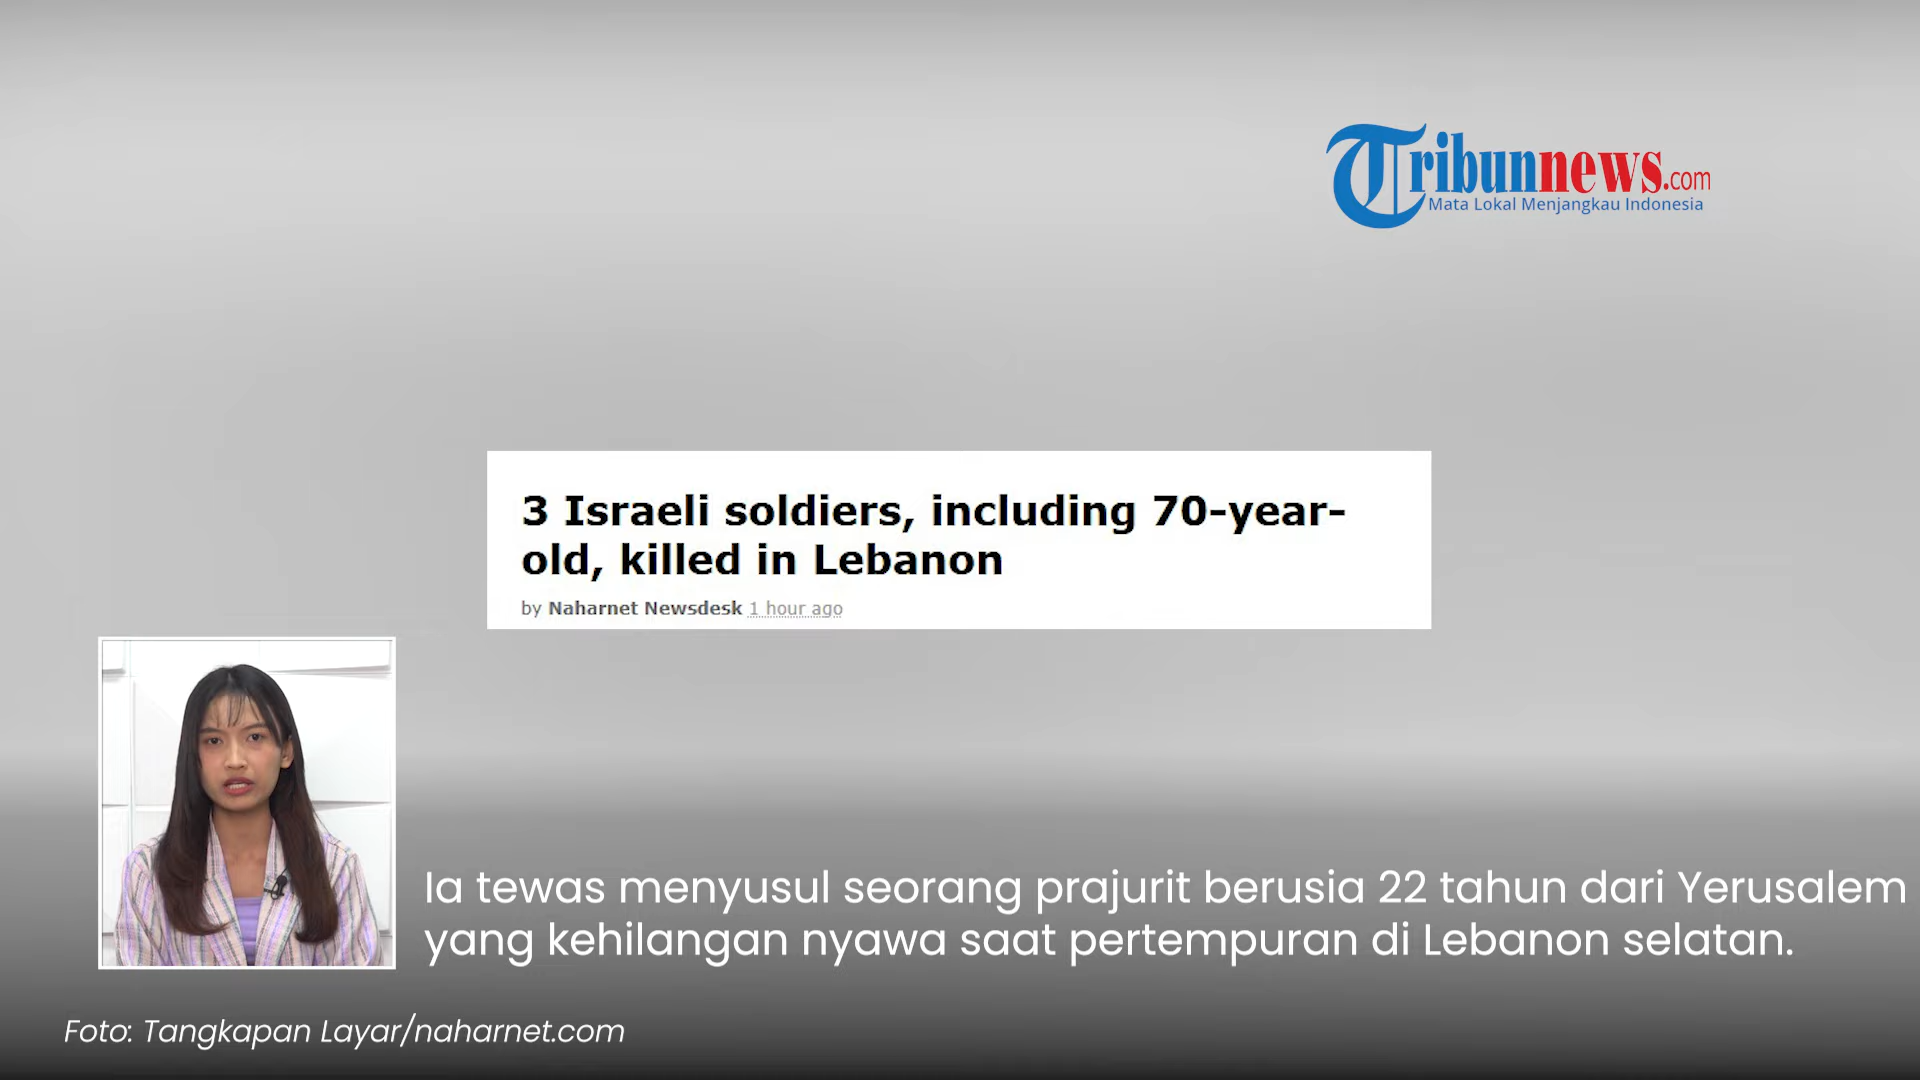 Tribunnews.com
Mata Lokal Menjangkau Indonesia
3 Israeli soldiers, including 70-year-
old, killed in Lebanon
by Naharnet Newsdesk 1 hour ago
Ia tewas menyusul seorang prajurit berusia 22 tahun dari Yerusalem
yang kehilangan nyawa saat pertempuran di Lebanon selatan.
Foto: Tangkapan Layar/naharnet.com